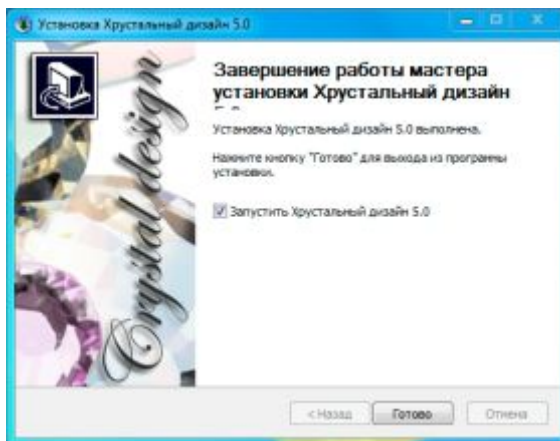 Установка Хрустальный дизайн 5.0
Crystal design
Завершение работы мастера
установки Хрустальный дизайн
Установка Хрустальный дизайн 5.0 выполнена.
Нажмите кнопку "Готово" для выхода из программы
установки.
Запустить Хрустальный дизайн 5.0
< Назад
Готово
Отмена